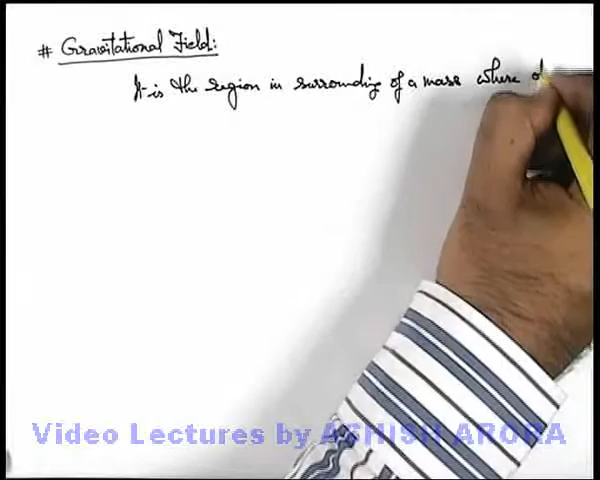 # Gravitational Field:
It is the region in surrounding of a mass where
Video Lectures by ASHISH ARORA